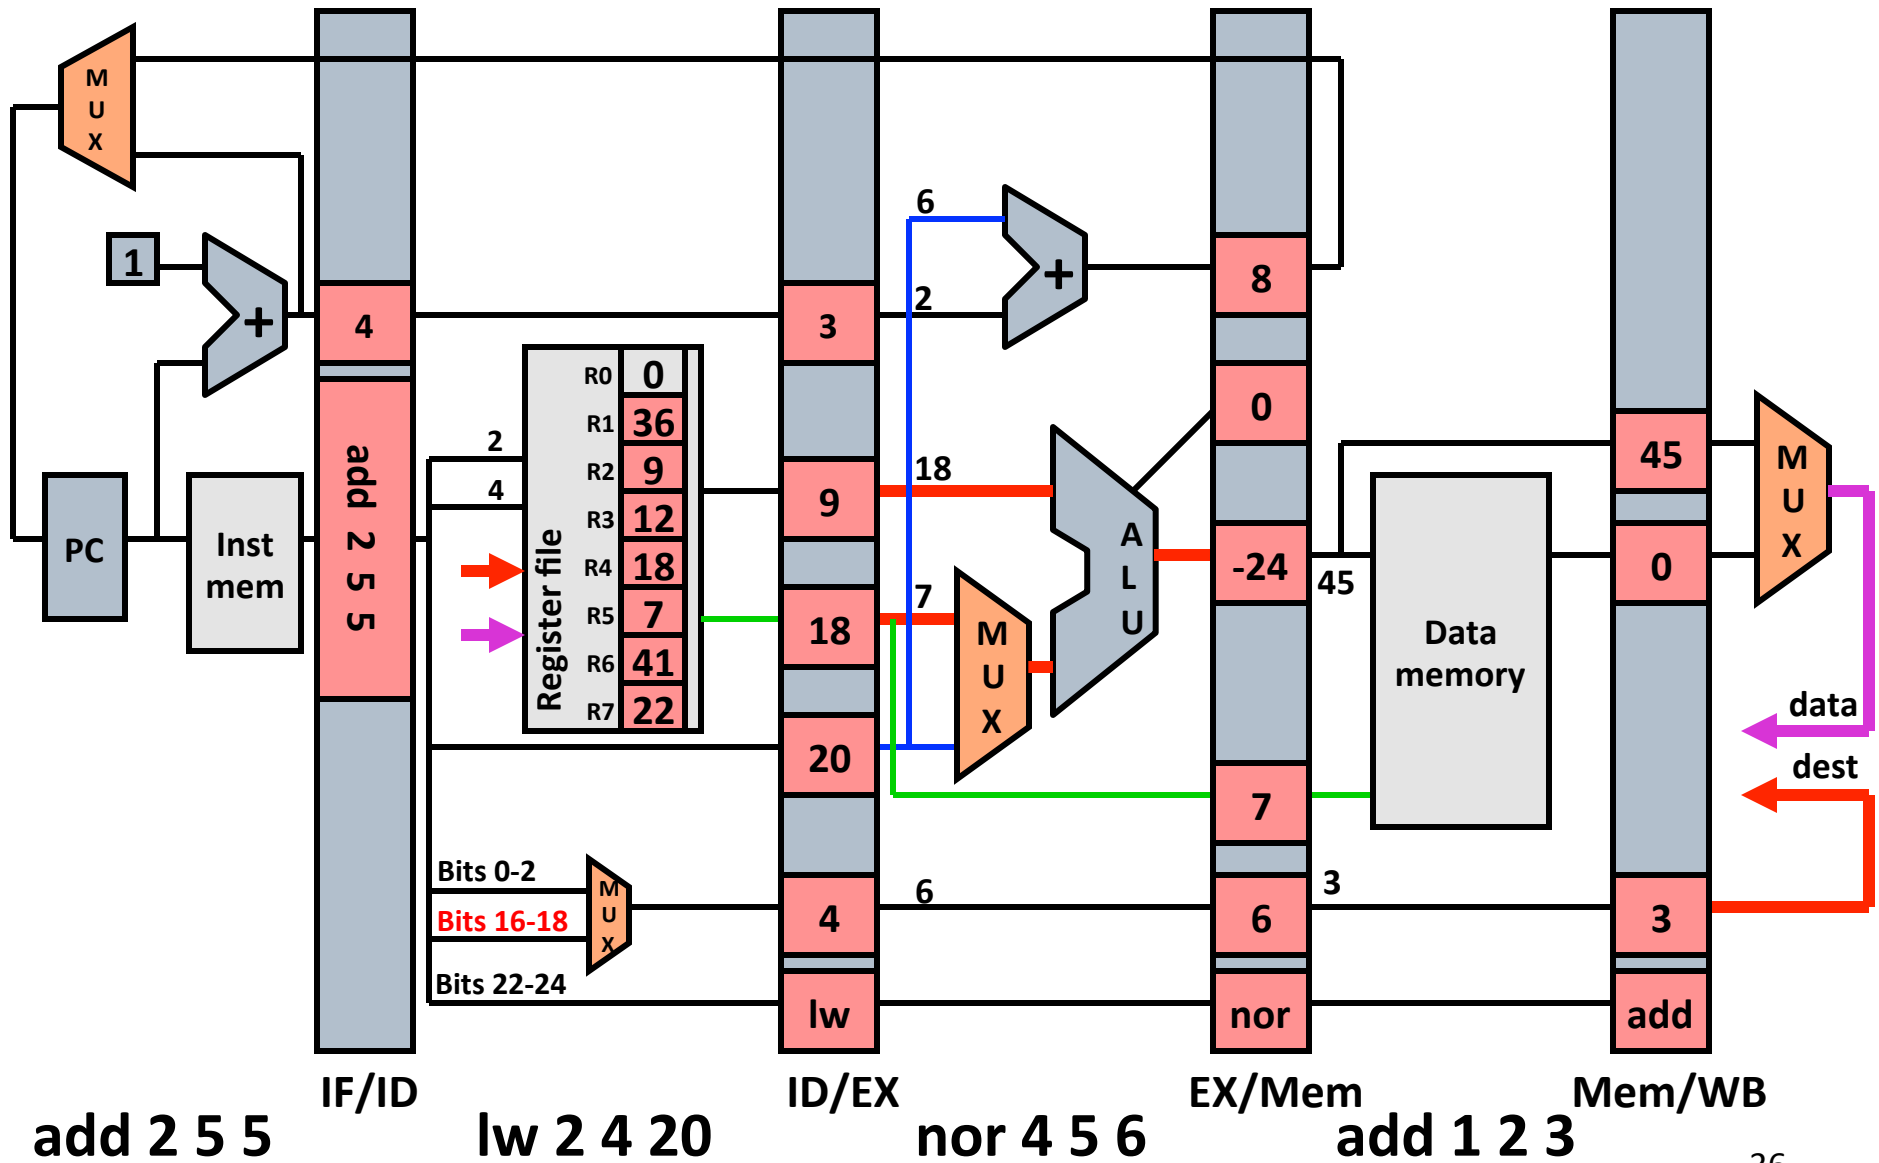 M
U
X
1
+
4
add 2 5 5
PC
Inst
mem
2
4
Register file
R0 0
R1 36
R2 9
R3 12
R4 18
R5 7
R6 41
R7 22
Bits 0-2
Bits 16-18
Bits 22-24
M
U
X
3
9
18
20
4
lw
6
2
18
7
6
+
M
U
X
A
L
U
8
0
-24
7
6
nor
45
3
Data
memory
45
0
3
add
M
U
X
data
dest
IF/ID
ID/EX
EX/Mem
Mem/WB
add 2 5 5
lw 2 4 20
nor 4 5 6
add 1 2 3